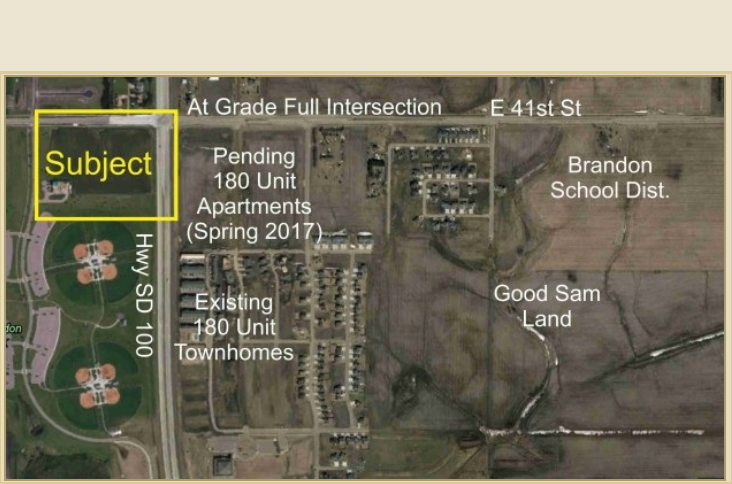 At Grade Full Intersection
E 41st St
Subject
Pending
180 Unit
Apartments
(Spring 2017)
Brandon
School Dist.
Hwy SD 100
Existing
180 Unit
Townhomes
Good Sam
Land
don